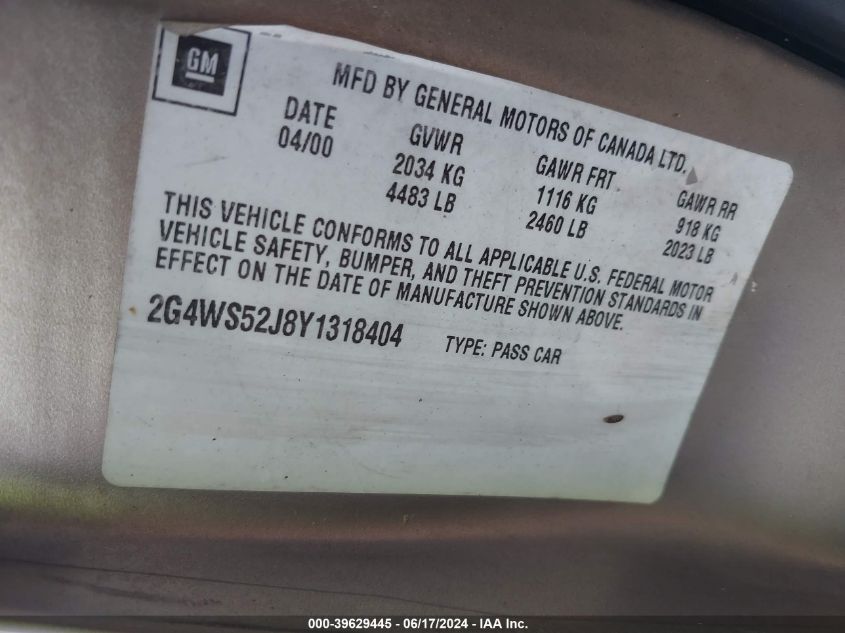 GM
MFD BY GENERAL MOTORS OF CANADA LTD.
DATE GVWR GAWR FRT GAWR RR
04/00 2034 KG 1116 KG 918 KG
4483 LB 2460 LB 2023 LB
THIS VEHICLE CONFORMS TO ALL APPLICABLE U.S. FEDERAL MOTOR
VEHICLE SAFETY, BUMPER, AND THEFT PREVENTION STANDARDS IN
EFFECT ON THE DATE OF MANUFACTURE SHOWN ABOVE.
2G4WS52J8Y1318404 TYPE: PASS CAR
000-39629445 - 06/17/2024 - IAA Inc.